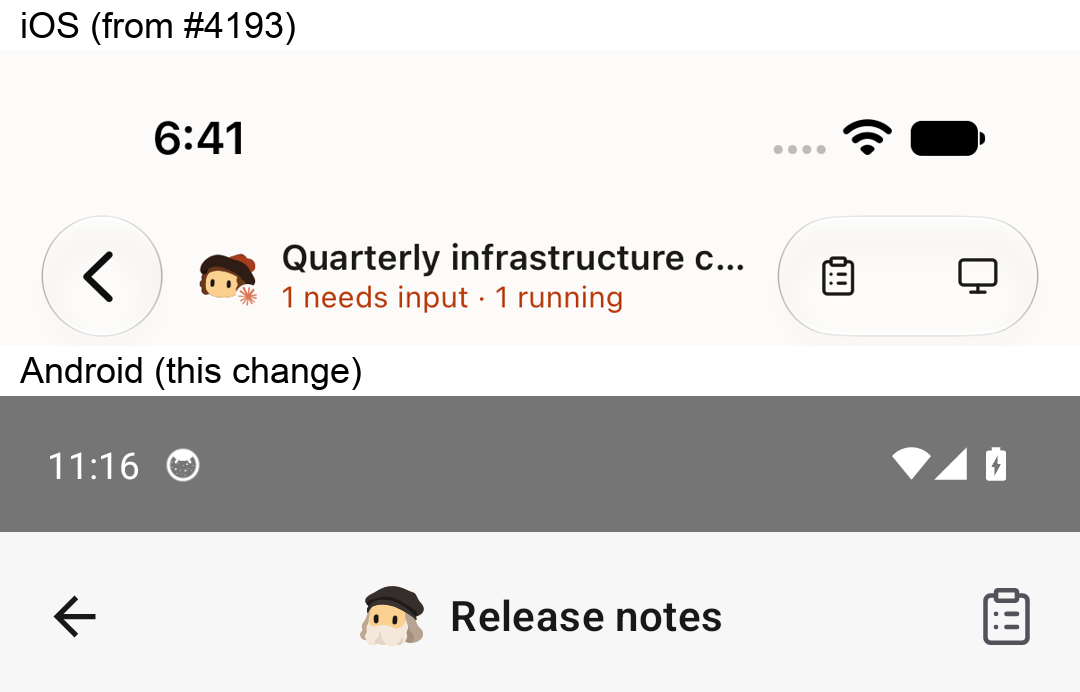 iOS (from #4193)
6:41
Quarterly infrastructure c...
1 needs input · 1 running
Android (this change)
11:16
Release notes